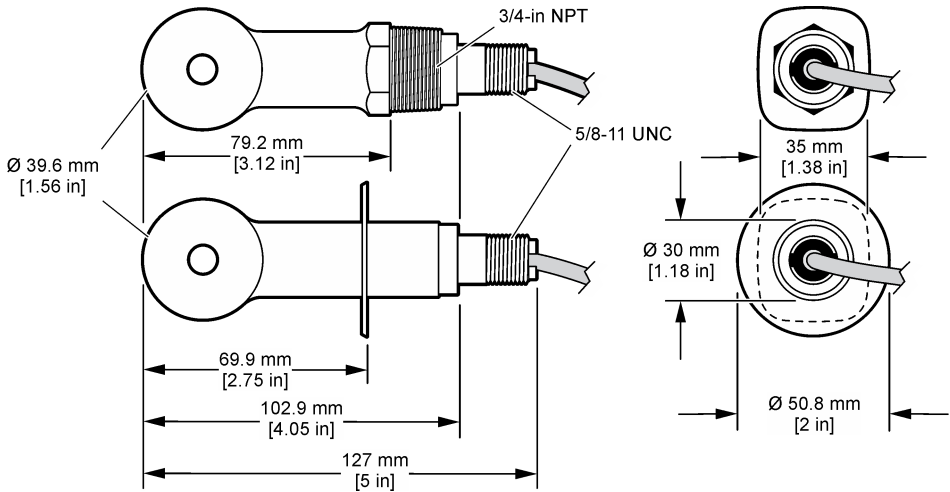 3/4-in NPT
79.2 mm
[3.12 in]
5/8-11 UNC
35 mm
[1.38 in]
Ø 39.6 mm
[1.56 in]
Ø 30 mm
[1.18 in]
69.9 mm
[2.75 in]
102.9 mm
[4.05 in]
Ø 50.8 mm
[2 in]
127 mm
[5 in]